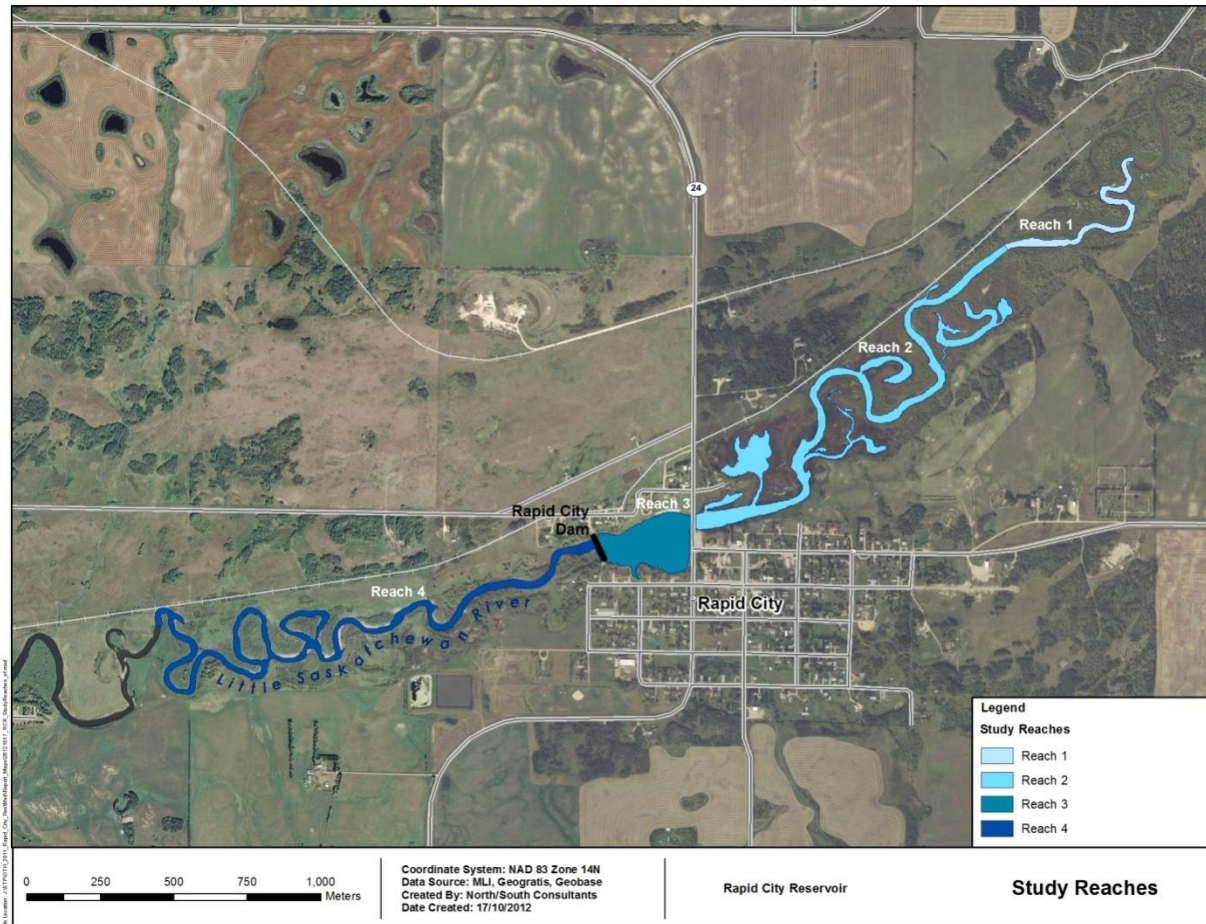 24
Reach 1
Reach 2
Reach 3
Rapid City
Dam
Reach 4
Rapid City
Little Saskatchewan River
Legend
Study Reaches
Reach 1
Reach 2
Reach 3
Reach 4
0 250 500 750 1,000
Meters
Coordinate System: NAD 83 Zone 14N
Data Source: MLI, Geogratis, Geobase
Created By: North/South Consultants
Date Created: 17/10/2012
Rapid City Reservoir
Study Reaches